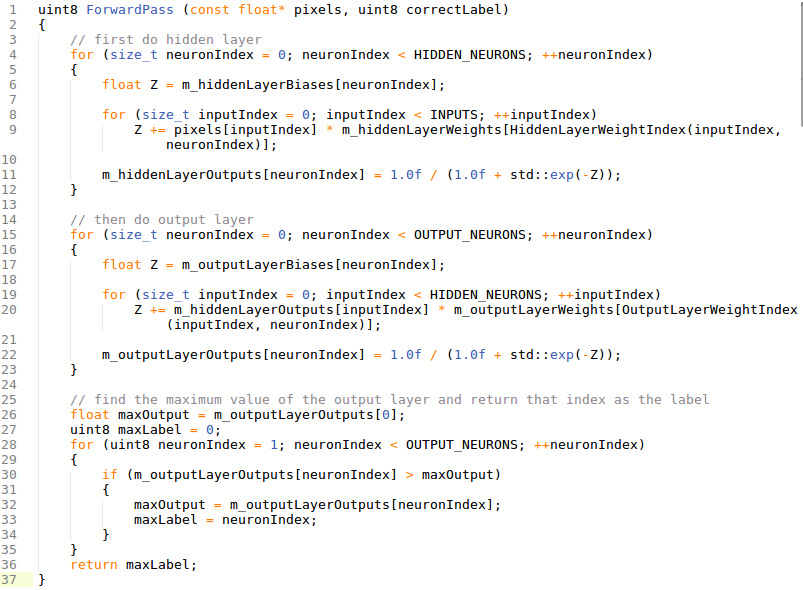 1 uint8 ForwardPass (const float* pixels, uint8 correctLabel)
2 {
3     // first do hidden layer
4     for (size_t neuronIndex = 0; neuronIndex < HIDDEN_NEURONS; ++neuronIndex)
5     {
6         float Z = m_hiddenLayerBiases[neuronIndex];
7
8         for (size_t inputIndex = 0; inputIndex < INPUTS; ++inputIndex)
9             Z += pixels[inputIndex] * m_hiddenLayerWeights[HiddenLayerWeightIndex(inputIndex,
                neuronIndex)];
10
11         m_hiddenLayerOutputs[neuronIndex] = 1.0f / (1.0f + std::exp(-Z));
12     }
13
14     // then do output layer
15     for (size_t neuronIndex = 0; neuronIndex < OUTPUT_NEURONS; ++neuronIndex)
16     {
17         float Z = m_outputLayerBiases[neuronIndex];
18
19         for (size_t inputIndex = 0; inputIndex < HIDDEN_NEURONS; ++inputIndex)
20             Z += m_hiddenLayerOutputs[inputIndex] * m_outputLayerWeights[OutputLayerWeightIndex
                (inputIndex, neuronIndex)];
21
22         m_outputLayerOutputs[neuronIndex] = 1.0f / (1.0f + std::exp(-Z));
23     }
24
25     // find the maximum value of the output layer and return that index as the label
26     float maxOutput = m_outputLayerOutputs[0];
27     uint8 maxLabel = 0;
28     for (uint8 neuronIndex = 1; neuronIndex < OUTPUT_NEURONS; ++neuronIndex)
29     {
30         if (m_outputLayerOutputs[neuronIndex] > maxOutput)
31         {
32             maxOutput = m_outputLayerOutputs[neuronIndex];
33             maxLabel = neuronIndex;
34         }
35     }
36     return maxLabel;
37 }